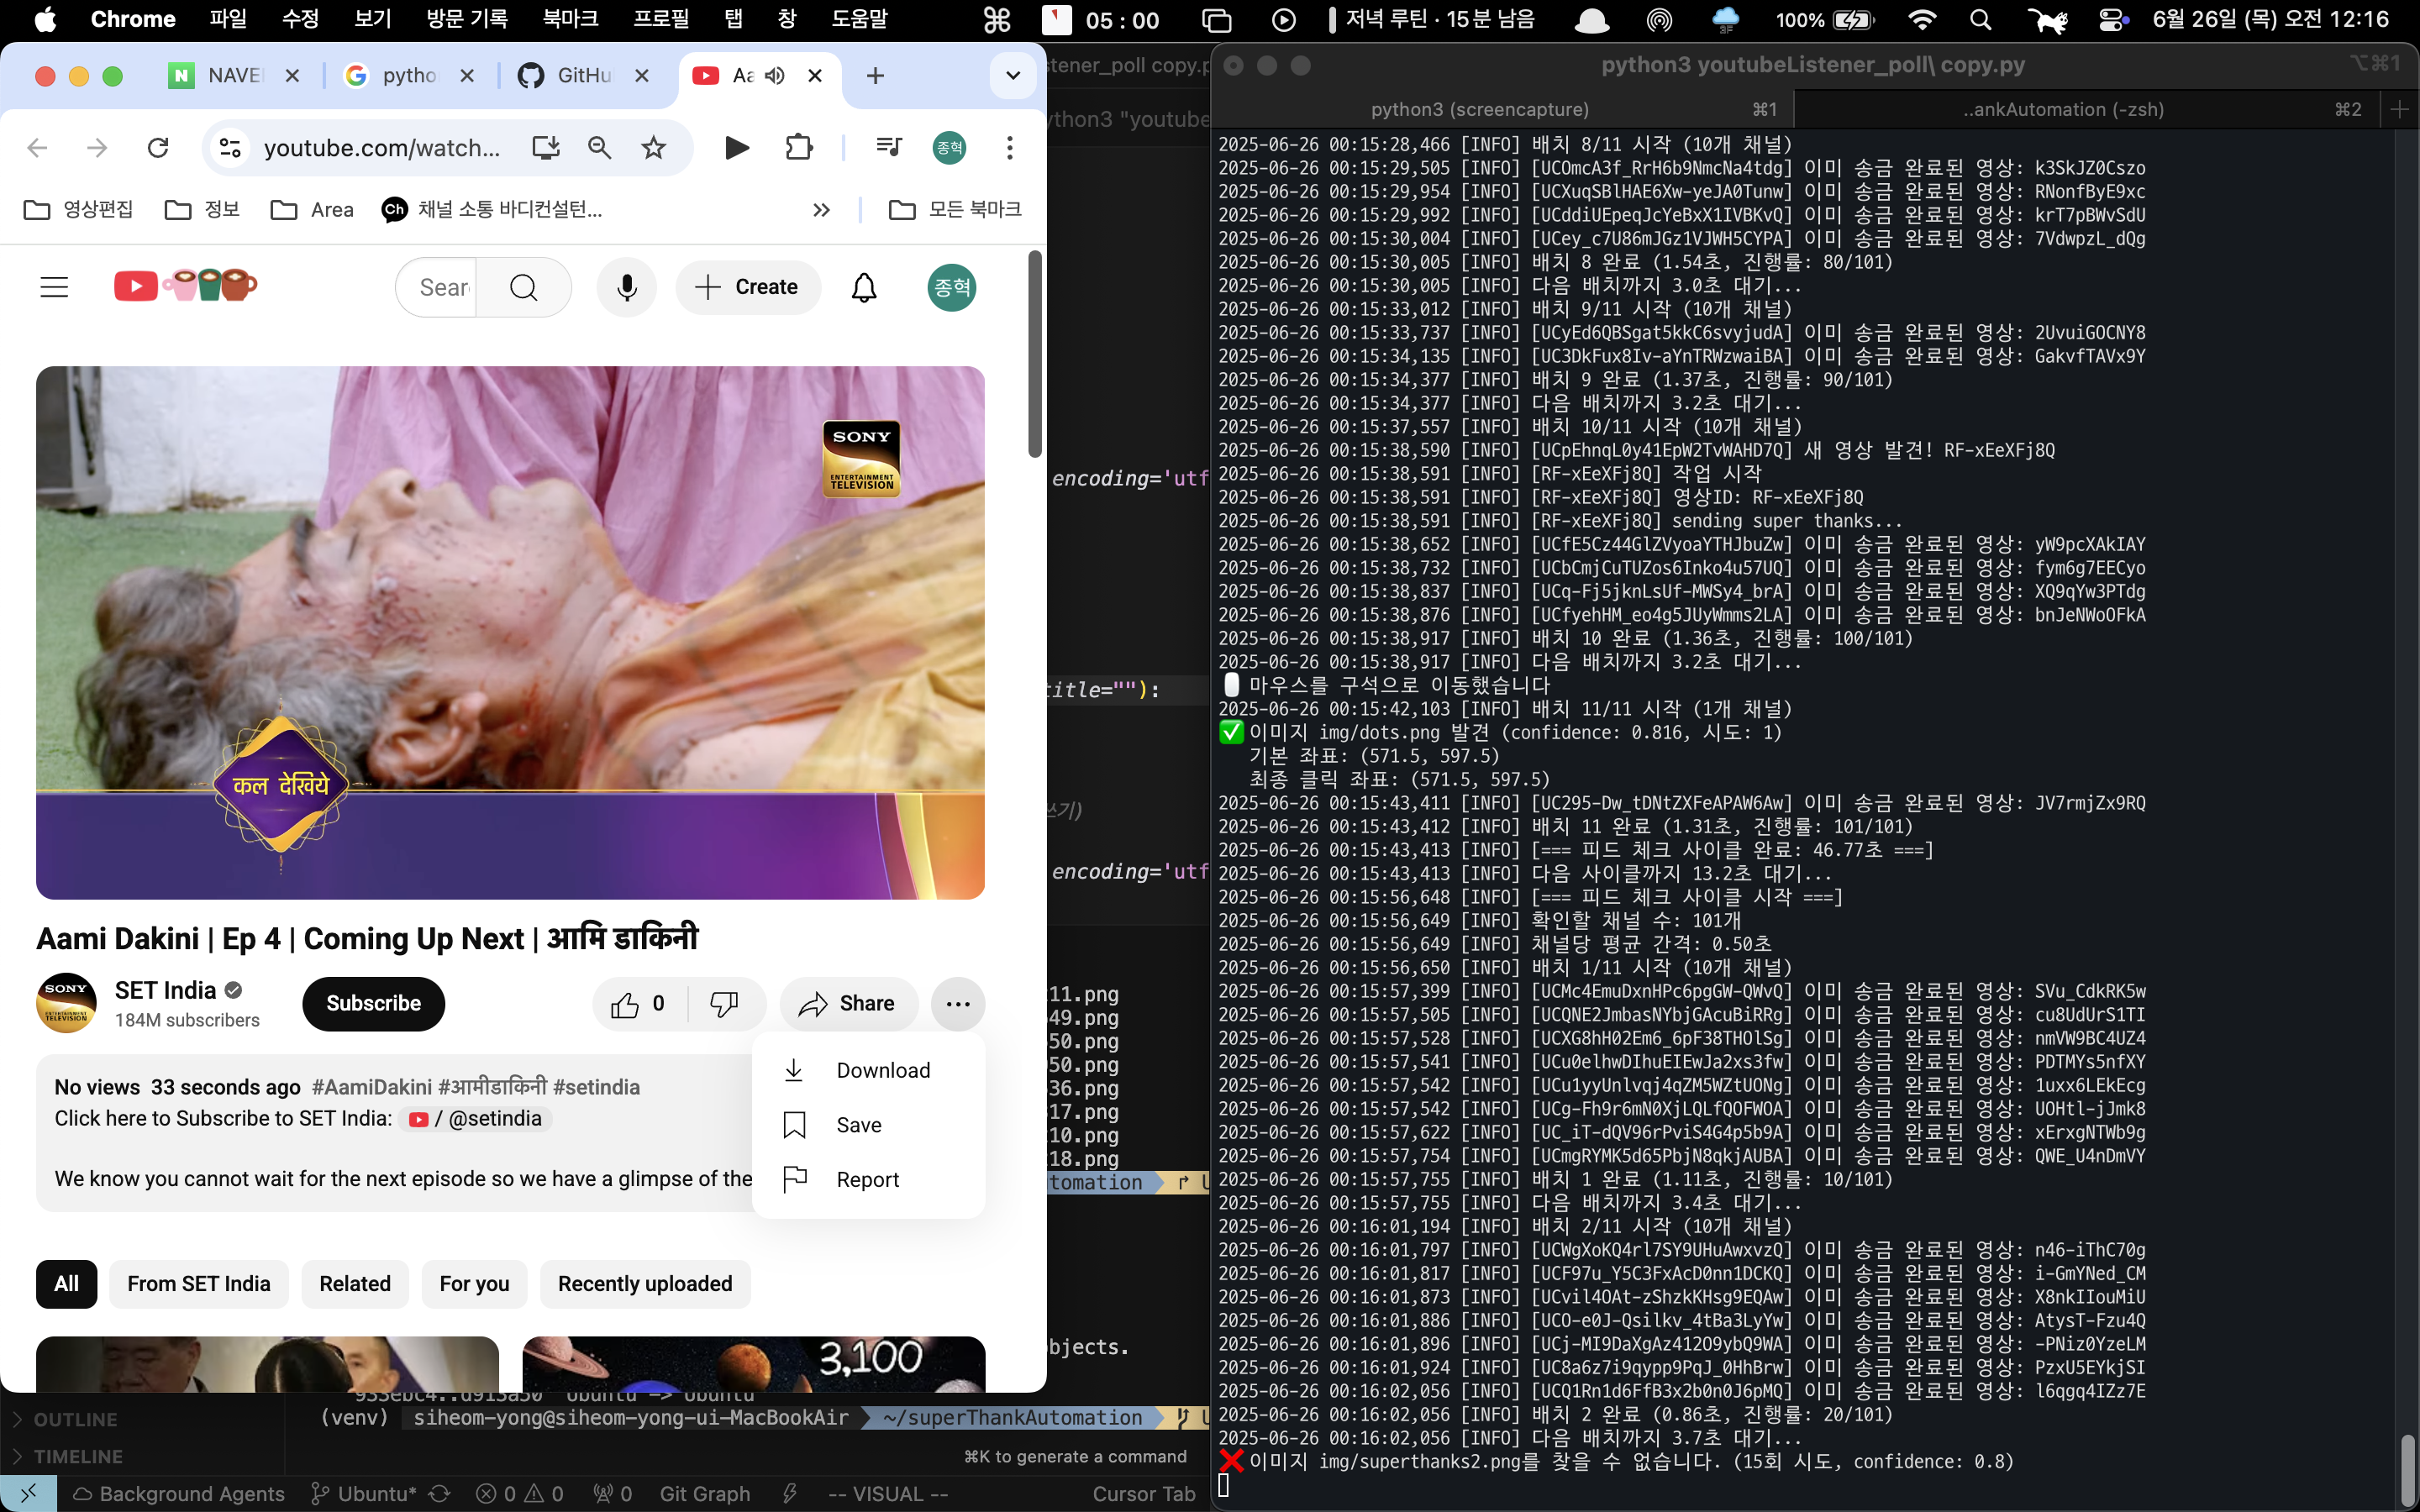 Chrome 파일 수정 보기 방문 기록 북마크 프로필 탭 창 도움말 05 : 00 저녁 루틴 · 15분 남음 3F 100% 6월 26일 (목) 오전 12:16
NAVE
pytho
GitHu
Aa
youtube.com/watch...
종혁
영상편집
정보
Area
Ch 채널 소통 바디컨설턴...
»
모든 북마크
Sear
Create
종혁
SONY
ENTERTAINMENT
TELEVISION
कल देखिये
Aami Dakini | Ep 4 | Coming Up Next | आमि डाकिनी
SONY
ENTERTAINMENT
TELEVISION
SET India
184M subscribers
Subscribe
0
Share
Download
Save
Report
No views 33 seconds ago #AamiDakini #आमीडाकिनी #setindia
Click here to Subscribe to SET India: / @setindia
We know you cannot wait for the next episode so we have a glimpse of the
All
From SET India
Related
For you
Recently uploaded
3,100
stener_poll copy.p
ython3 "youtube
encoding='utf
title=""):
쓰기)
encoding='utf
11.png
49.png
50.png
50.png
36.png
17.png
10.png
18.png
tomation
bjects.
933ebc4..d913a50 Ubuntu -> Ubuntu
(venv) siheom-yong@siheom-yong-ui-MacBookAir ~/superThankAutomation
⌘K to generate a command
OUTLINE
TIMELINE
Background Agents Ubuntu* 0 0 0 Git Graph -- VISUAL -- Cursor Tab
python3 youtubeListener_poll\ copy.py ⌥⌘1
python3 (screencapture) ⌘1 ..ankAutomation (-zsh) ⌘2
2025-06-26 00:15:28,466 [INFO] 배치 8/11 시작 (10개 채널)
2025-06-26 00:15:29,505 [INFO] [UCOmcA3f_RrH6b9NmcNa4tdg] 이미 송금 완료된 영상: k3SkJZ0Cszo
2025-06-26 00:15:29,954 [INFO] [UCXuqSBlHAE6Xw-yeJA0Tunw] 이미 송금 완료된 영상: RNonfByE9xc
2025-06-26 00:15:29,992 [INFO] [UCddiUEpeqJcYeBxX1IVBKvQ] 이미 송금 완료된 영상: krT7pBWvSdU
2025-06-26 00:15:30,004 [INFO] [UCey_c7U86mJGz1VJWH5CYPA] 이미 송금 완료된 영상: 7VdwpzL_dQg
2025-06-26 00:15:30,005 [INFO] 배치 8 완료 (1.54초, 진행률: 80/101)
2025-06-26 00:15:30,005 [INFO] 다음 배치까지 3.0초 대기...
2025-06-26 00:15:33,012 [INFO] 배치 9/11 시작 (10개 채널)
2025-06-26 00:15:33,737 [INFO] [UCyEd6QBSgat5kkC6svyjudA] 이미 송금 완료된 영상: 2UvuiGOCNY8
2025-06-26 00:15:34,135 [INFO] [UC3DkFux8Iv-aYnTRWzwaiBA] 이미 송금 완료된 영상: GakvfTAVx9Y
2025-06-26 00:15:34,377 [INFO] 배치 9 완료 (1.37초, 진행률: 90/101)
2025-06-26 00:15:34,377 [INFO] 다음 배치까지 3.2초 대기...
2025-06-26 00:15:37,557 [INFO] 배치 10/11 시작 (10개 채널)
2025-06-26 00:15:38,590 [INFO] [UCpEhnqL0y41EpW2TvWAHD7Q] 새 영상 발견! RF-xEeXFj8Q
2025-06-26 00:15:38,591 [INFO] [RF-xEeXFj8Q] 작업 시작
2025-06-26 00:15:38,591 [INFO] [RF-xEeXFj8Q] 영상ID: RF-xEeXFj8Q
2025-06-26 00:15:38,591 [INFO] [RF-xEeXFj8Q] sending super thanks...
2025-06-26 00:15:38,652 [INFO] [UCfE5Cz44GlZVyoaYTHJbuZw] 이미 송금 완료된 영상: yW9pcXAkIAY
2025-06-26 00:15:38,732 [INFO] [UCbCmjCuTUZos6Inko4u57UQ] 이미 송금 완료된 영상: fym6g7EECyo
2025-06-26 00:15:38,837 [INFO] [UCq-Fj5jknLsUf-MWSy4_brA] 이미 송금 완료된 영상: XQ9qYw3PTdg
2025-06-26 00:15:38,876 [INFO] [UCfyehHM_eo4g5JUyWmms2LA] 이미 송금 완료된 영상: bnJeNWoOFkA
2025-06-26 00:15:38,917 [INFO] 배치 10 완료 (1.36초, 진행률: 100/101)
2025-06-26 00:15:38,917 [INFO] 다음 배치까지 3.2초 대기...
🖱️ 마우스를 구석으로 이동했습니다
2025-06-26 00:15:42,103 [INFO] 배치 11/11 시작 (1개 채널)
✅ 이미지 img/dots.png 발견 (confidence: 0.816, 시도: 1)
기본 좌표: (571.5, 597.5)
최종 클릭 좌표: (571.5, 597.5)
2025-06-26 00:15:43,411 [INFO] [UC295-Dw_tDNtZXFeAPAW6Aw] 이미 송금 완료된 영상: JV7rmjZx9RQ
2025-06-26 00:15:43,412 [INFO] 배치 11 완료 (1.31초, 진행률: 101/101)
2025-06-26 00:15:43,413 [INFO] [=== 피드 체크 사이클 완료: 46.77초 ===]
2025-06-26 00:15:43,413 [INFO] 다음 사이클까지 13.2초 대기...
2025-06-26 00:15:56,648 [INFO] [=== 피드 체크 사이클 시작 ===]
2025-06-26 00:15:56,649 [INFO] 확인할 채널 수: 101개
2025-06-26 00:15:56,649 [INFO] 채널당 평균 간격: 0.50초
2025-06-26 00:15:56,650 [INFO] 배치 1/11 시작 (10개 채널)
2025-06-26 00:15:57,399 [INFO] [UCMc4EmuDxnHPc6pgGW-QWvQ] 이미 송금 완료된 영상: SVu_CdkRK5w
2025-06-26 00:15:57,505 [INFO] [UCQNE2JmbasNYbjGAcuBiRRg] 이미 송금 완료된 영상: cu8UdUrS1TI
2025-06-26 00:15:57,528 [INFO] [UCXG8hH02Em6_6pF38THOlSg] 이미 송금 완료된 영상: nmVW9BC4UZ4
2025-06-26 00:15:57,541 [INFO] [UCu0elhwDIhuEIEwJa2xs3fw] 이미 송금 완료된 영상: PDTMYs5nfXY
2025-06-26 00:15:57,542 [INFO] [UCu1yyUnlvqj4qZM5WZtUONg] 이미 송금 완료된 영상: 1uxx6LEkEcg
2025-06-26 00:15:57,542 [INFO] [UCg-Fh9r6mN0XjLQLfQOFWOA] 이미 송금 완료된 영상: UOHtl-jJmk8
2025-06-26 00:15:57,622 [INFO] [UC_iT-dQV96rPviS4G4p5b9A] 이미 송금 완료된 영상: xErxgNTWb9g
2025-06-26 00:15:57,754 [INFO] [UCmgRYMK5d65PbjN8qkjAUBA] 이미 송금 완료된 영상: QWE_U4nDmVY
2025-06-26 00:15:57,755 [INFO] 배치 1 완료 (1.11초, 진행률: 10/101)
2025-06-26 00:15:57,755 [INFO] 다음 배치까지 3.4초 대기...
2025-06-26 00:16:01,194 [INFO] 배치 2/11 시작 (10개 채널)
2025-06-26 00:16:01,797 [INFO] [UCWgXoKQ4rl7SY9UHuAwxvzQ] 이미 송금 완료된 영상: n46-iThC70g
2025-06-26 00:16:01,817 [INFO] [UCF97u_Y5C3FxAcD0nn1DCKQ] 이미 송금 완료된 영상: i-GmYNed_CM
2025-06-26 00:16:01,873 [INFO] [UCvil4OAt-zShzkKHsg9EQAw] 이미 송금 완료된 영상: X8nkIIouMiU
2025-06-26 00:16:01,886 [INFO] [UCO-e0J-Qsilkv_4tBa3LyYw] 이미 송금 완료된 영상: AtysT-Fzu4Q
2025-06-26 00:16:01,896 [INFO] [UCj-MI9DaXgAz412O9ybQ9WA] 이미 송금 완료된 영상: -PNiz0YzeLM
2025-06-26 00:16:01,924 [INFO] [UC8a6z7i9qypp9PqJ_0HhBrw] 이미 송금 완료된 영상: PzxU5EYkjSI
2025-06-26 00:16:02,056 [INFO] [UCQ1Rn1d6FfB3x2b0n0J6pMQ] 이미 송금 완료된 영상: l6qgq4IZz7E
2025-06-26 00:16:02,056 [INFO] 배치 2 완료 (0.86초, 진행률: 20/101)
2025-06-26 00:16:02,056 [INFO] 다음 배치까지 3.7초 대기...
❌ 이미지 img/superthanks2.png를 찾을 수 없습니다. (15회 시도, confidence: 0.8)